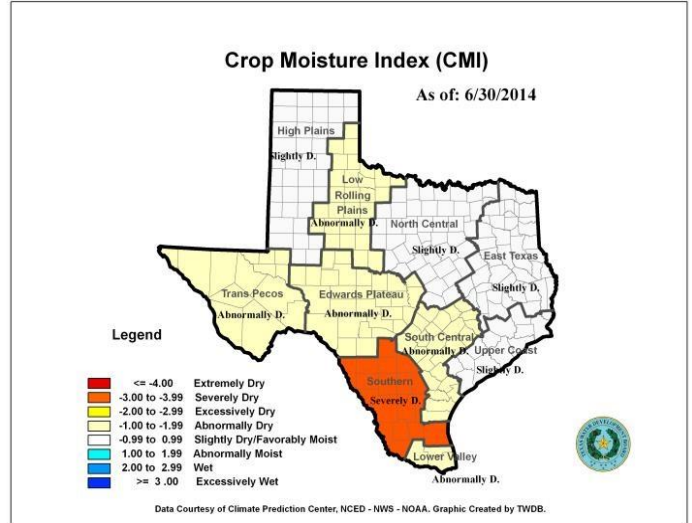 Crop Moisture Index (CMI)
As of: 6/30/2014
High Plains
Slightly D.
Low
Rolling
Plains
Abnormally D.
North Central
Slightly D.
East Texas
Slightly D.
Trans Pecos
Abnormally D.
Edwards Plateau
Abnormally D.
South Central
Abnormally D.
Upper Coast
Slightly D.
Southern
Severely D.
Lower Valley
Abnormally D.
Legend
<= -4.00 Extremely Dry
-3.00 to -3.99 Severely Dry
-2.00 to -2.99 Excessively Dry
-1.00 to -1.99 Abnormally Dry
-0.99 to 0.99 Slightly Dry/Favorably Moist
1.00 to 1.99 Abnormally Moist
2.00 to 2.99 Wet
>= 3 .00 Excessively Wet
Data Courtesy of Climate Prediction Center, NCED - NWS - NOAA. Graphic Created by TWDB.